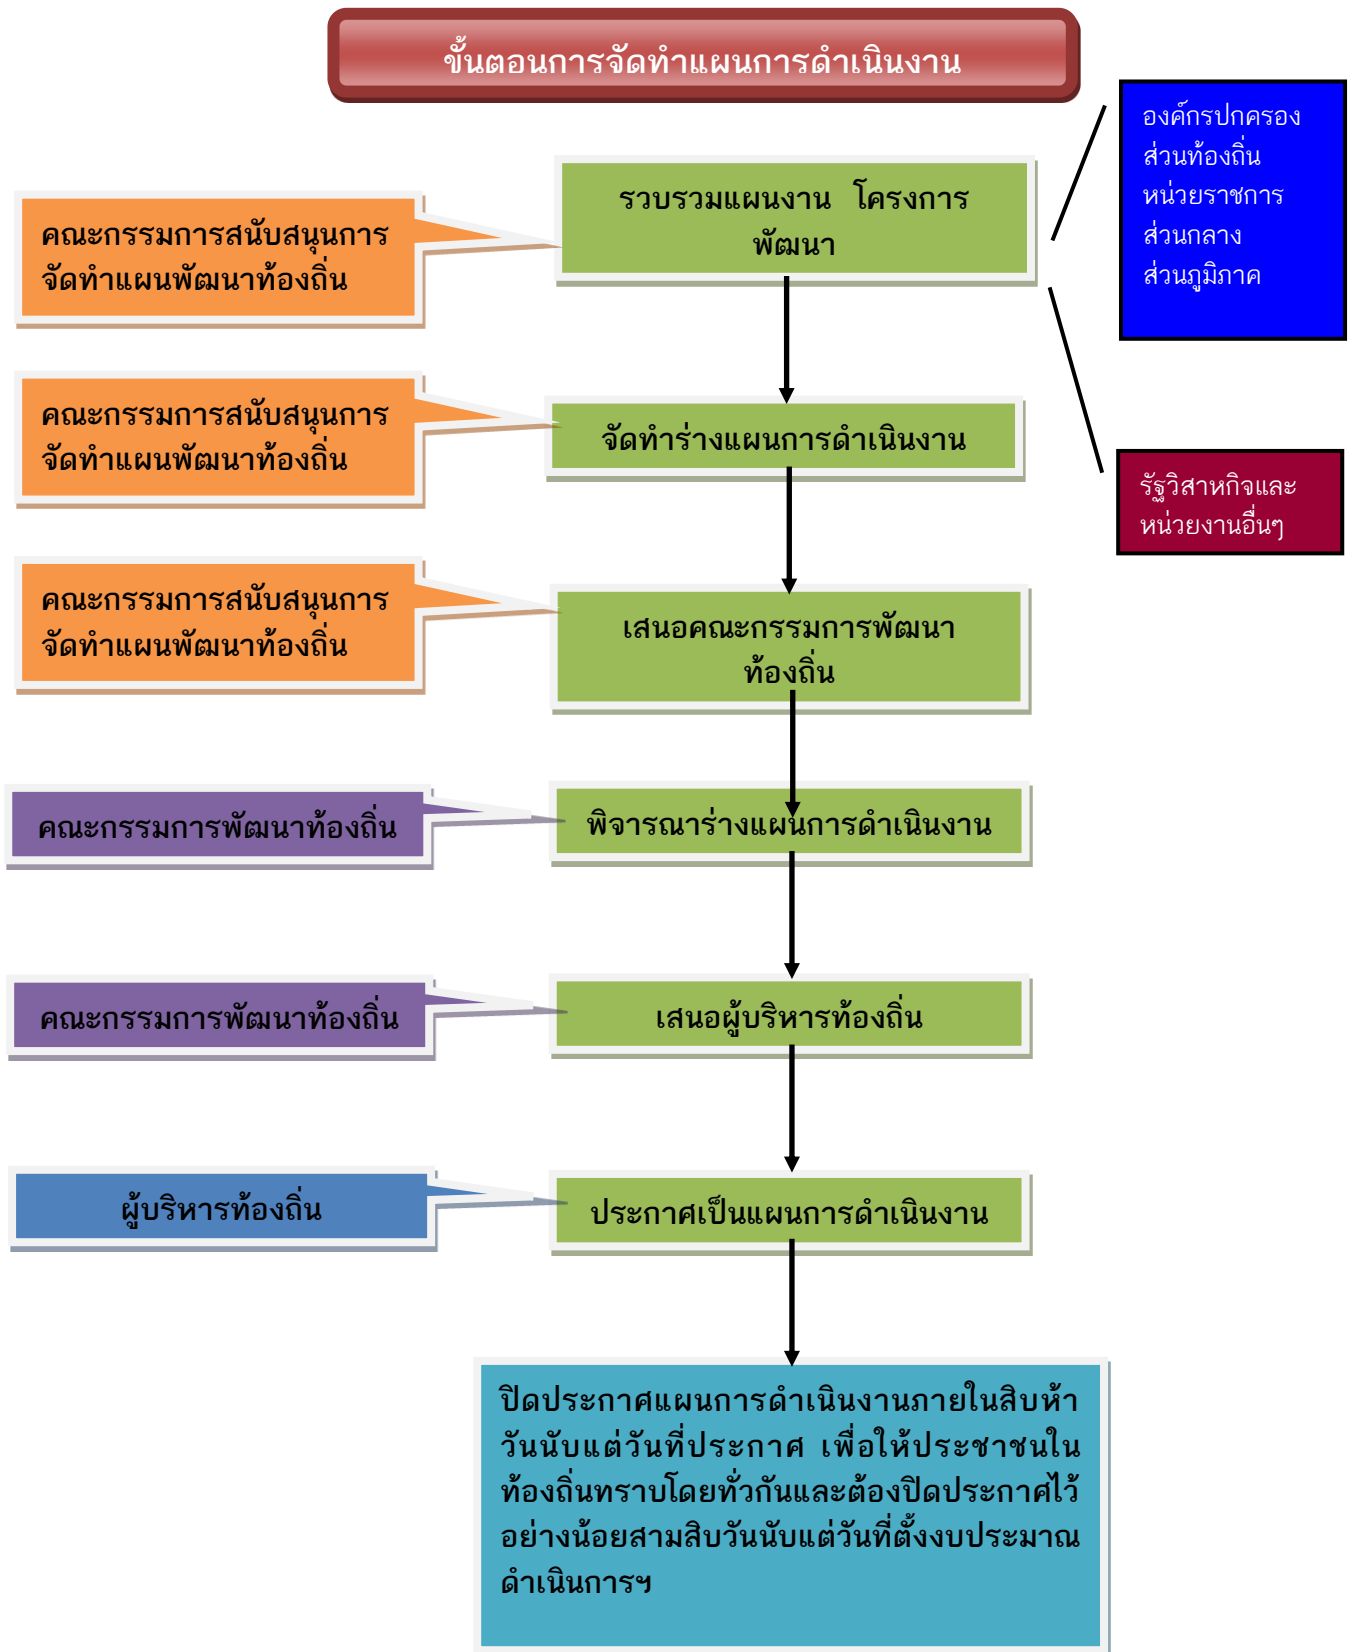 ขั้นตอนการจัดทำแผนการดำเนินงาน
องค์กรปกครอง
ส่วนท้องถิ่น
หน่วยราชการ
ส่วนกลาง
ส่วนภูมิภาค
รวบรวมแผนงาน โครงการ
พัฒนา
คณะกรรมการสนับสนุนการ
จัดทำแผนพัฒนาท้องถิ่น
คณะกรรมการสนับสนุนการ
จัดทำแผนพัฒนาท้องถิ่น
จัดทำร่างแผนการดำเนินงาน
รัฐวิสาหกิจและ
หน่วยงานอื่นๆ
คณะกรรมการสนับสนุนการ
จัดทำแผนพัฒนาท้องถิ่น
เสนอคณะกรรมการพัฒนา
ท้องถิ่น
คณะกรรมการพัฒนาท้องถิ่น
พิจารณาร่างแผนการดำเนินงาน
คณะกรรมการพัฒนาท้องถิ่น
เสนอผู้บริหารท้องถิ่น
ผู้บริหารท้องถิ่น
ประกาศเป็นแผนการดำเนินงาน
ปิดประกาศแผนการดำเนินงานภายในสิบห้า
วันนับแต่วันที่ประกาศ เพื่อให้ประชาชนใน
ท้องถิ่นทราบโดยทั่วกันและต้องปิดประกาศไว้
อย่างน้อยสามสิบวันนับแต่วันที่ตั้งงบประมาณ
ดำเนินการฯ